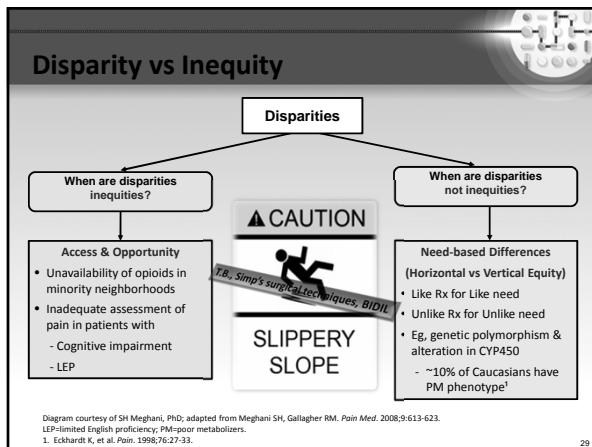 Disparity vs Inequity
Disparities
When are disparities
inequities?
Access & Opportunity
• Unavailability of opioids in
minority neighborhoods
• Inadequate assessment of
pain in patients with
- Cognitive impairment
- LEP
CAUTION
T.B., Simp's surgical techniques, BIDIL
SLIPPERY
SLOPE
When are disparities
not inequities?
Need-based Differences
(Horizontal vs Vertical Equity)
• Like Rx for Like need
• Unlike Rx for Unlike need
• Eg, genetic polymorphism &
alteration in CYP450
- ~10% of Caucasians have
PM phenotype¹
Diagram courtesy of SH Meghani, PhD; adapted from Meghani SH, Gallagher RM. Pain Med. 2008;9:613-623.
LEP=limited English proficiency; PM=poor metabolizers.
1. Eckhardt K, et al. Pain. 1998;76:27-33.
29